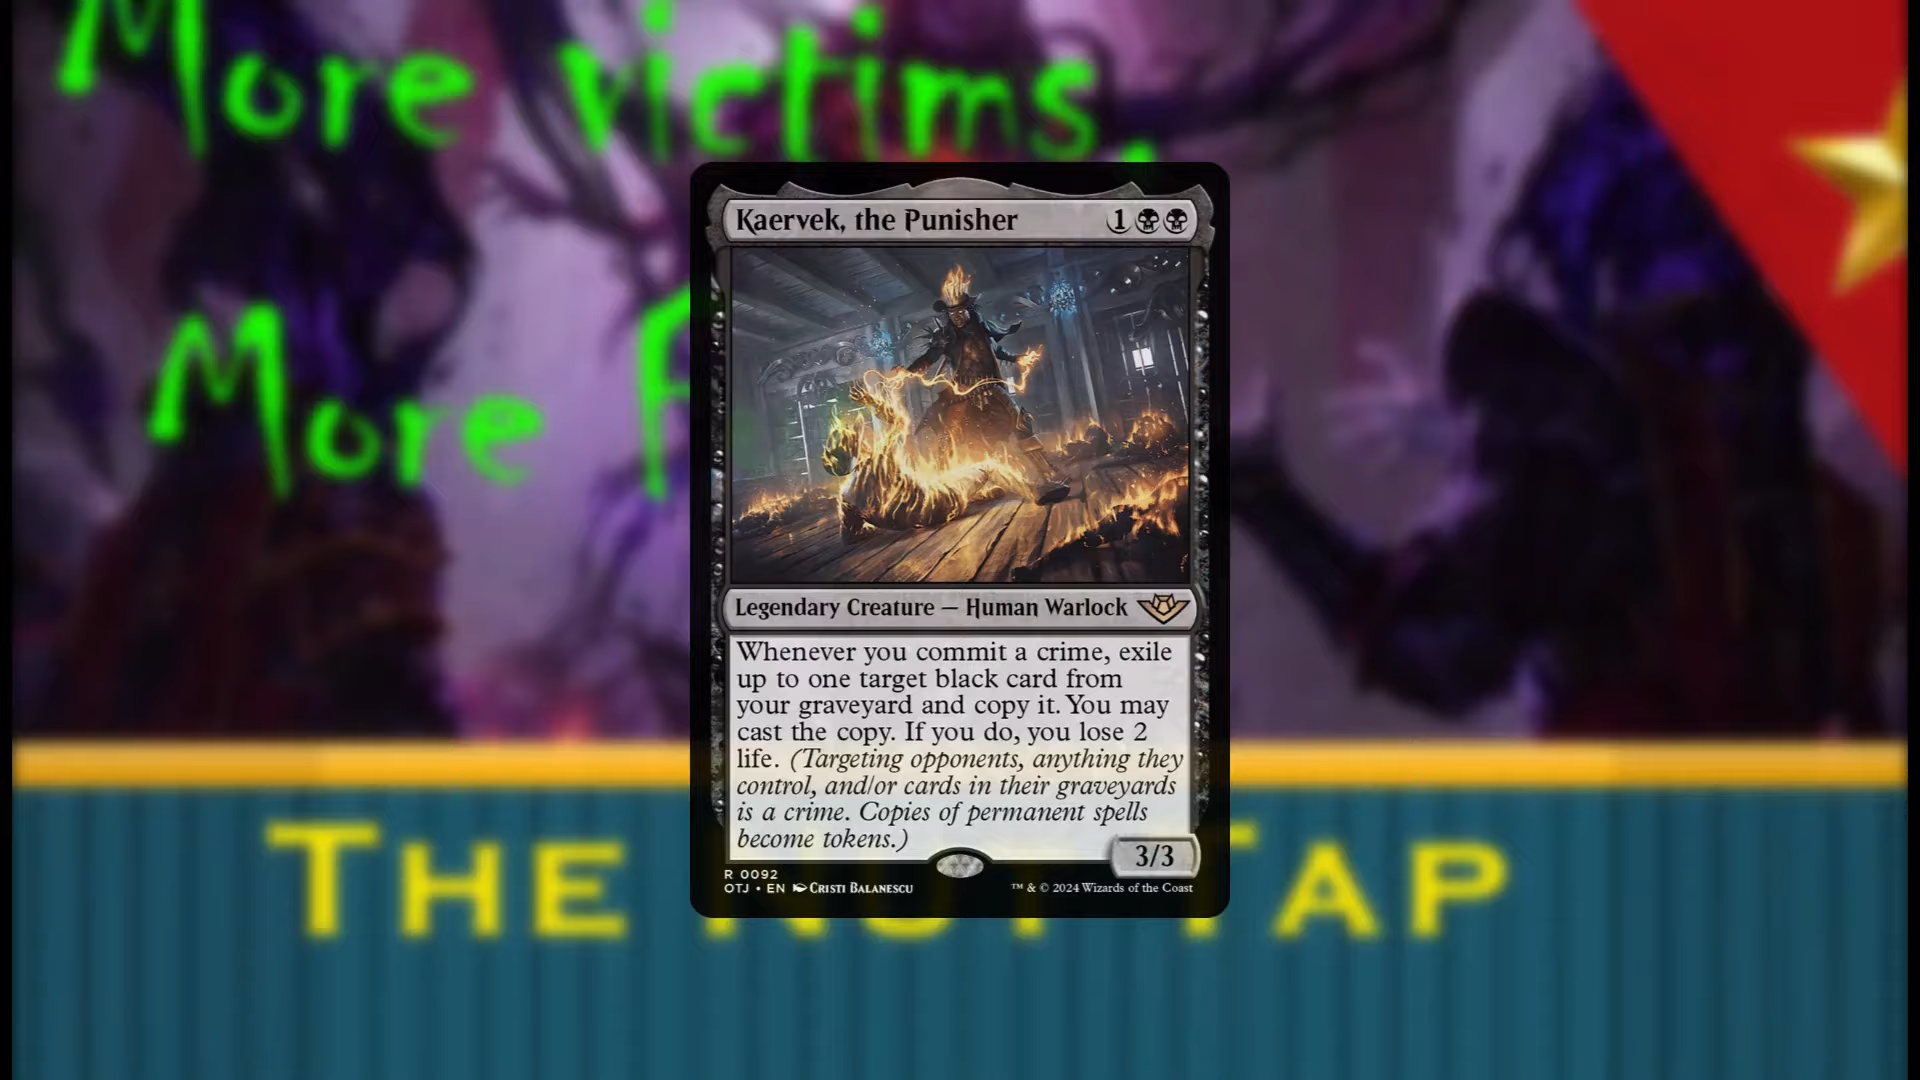 More victims.
More
Kaervek, the Punisher 1
Legendary Creature — Human Warlock
Whenever you commit a crime, exile
up to one target black card from
your graveyard and copy it. You may
cast the copy. If you do, you lose 2
life. (Targeting opponents, anything they
control, and/or cards in their graveyards
is a crime. Copies of permanent spells
become tokens.)
3/3
R 0092
OTJ • EN Cristi Balanescu
™ & © 2024 Wizards of the Coast
THE TAP